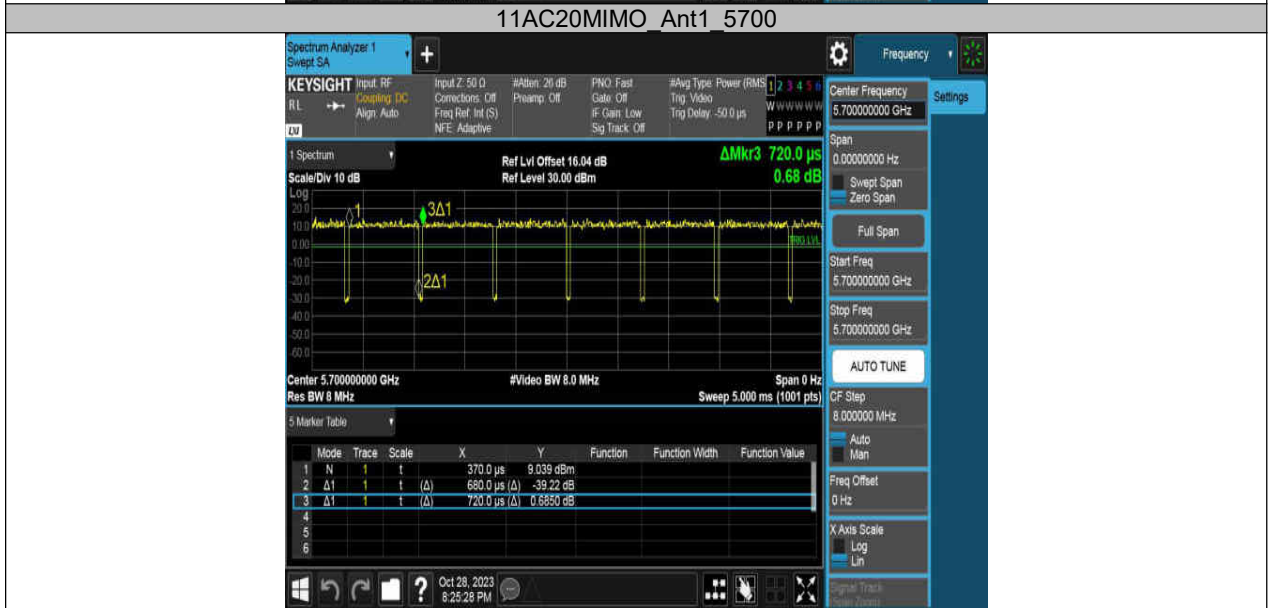 11AC20MIMO_Ant1_5700
Spectrum Analyzer 1
Swept SA
+
Frequency
KEYSIGHT
RL
LXI
Input: RF
Coupling: DC
Align: Auto
Input Z: 50 Ω
Corrections: Off
Freq Ref: Int (S)
NFE: Adaptive
#Atten: 26 dB
Preamp: Off
PNO: Fast
Gate: Off
IF Gain: Low
Sig Track: Off
#Avg Type: Power (RMS
Trig: Video
Trig Delay: -50.0 µs
1 2 3 4 5 6
W W W W W W
P P P P P P
1 Spectrum
Scale/Div 10 dB
Ref Lvl Offset 16.04 dB
Ref Level 30.00 dBm
ΔMkr3 720.0 µs
0.68 dB
Log
20.0
10.0
0.00
-10.0
-20.0
-30.0
-40.0
-50.0
-60.0
1
3Δ1
2Δ1
TRIG LVL
Center 5.700000000 GHz
Res BW 8 MHz
#Video BW 8.0 MHz
Span 0 Hz
Sweep 5.000 ms (1001 pts)
5 Marker Table
Mode Trace Scale X Y Function Function Width Function Value
1 N 1 t 370.0 µs 9.039 dBm
2 Δ1 1 t (Δ) 680.0 µs (Δ) -39.22 dB
3 Δ1 1 t (Δ) 720.0 µs (Δ) 0.6850 dB
4
5
6
?
Oct 28, 2023
8:25:28 PM
Center Frequency
5.700000000 GHz
Settings
Span
0.00000000 Hz
Swept Span
Zero Span
Full Span
Start Freq
5.700000000 GHz
Stop Freq
5.700000000 GHz
AUTO TUNE
CF Step
8.000000 MHz
Auto
Man
Freq Offset
0 Hz
X Axis Scale
Log
Lin
Signal Track
(Span Zoom)